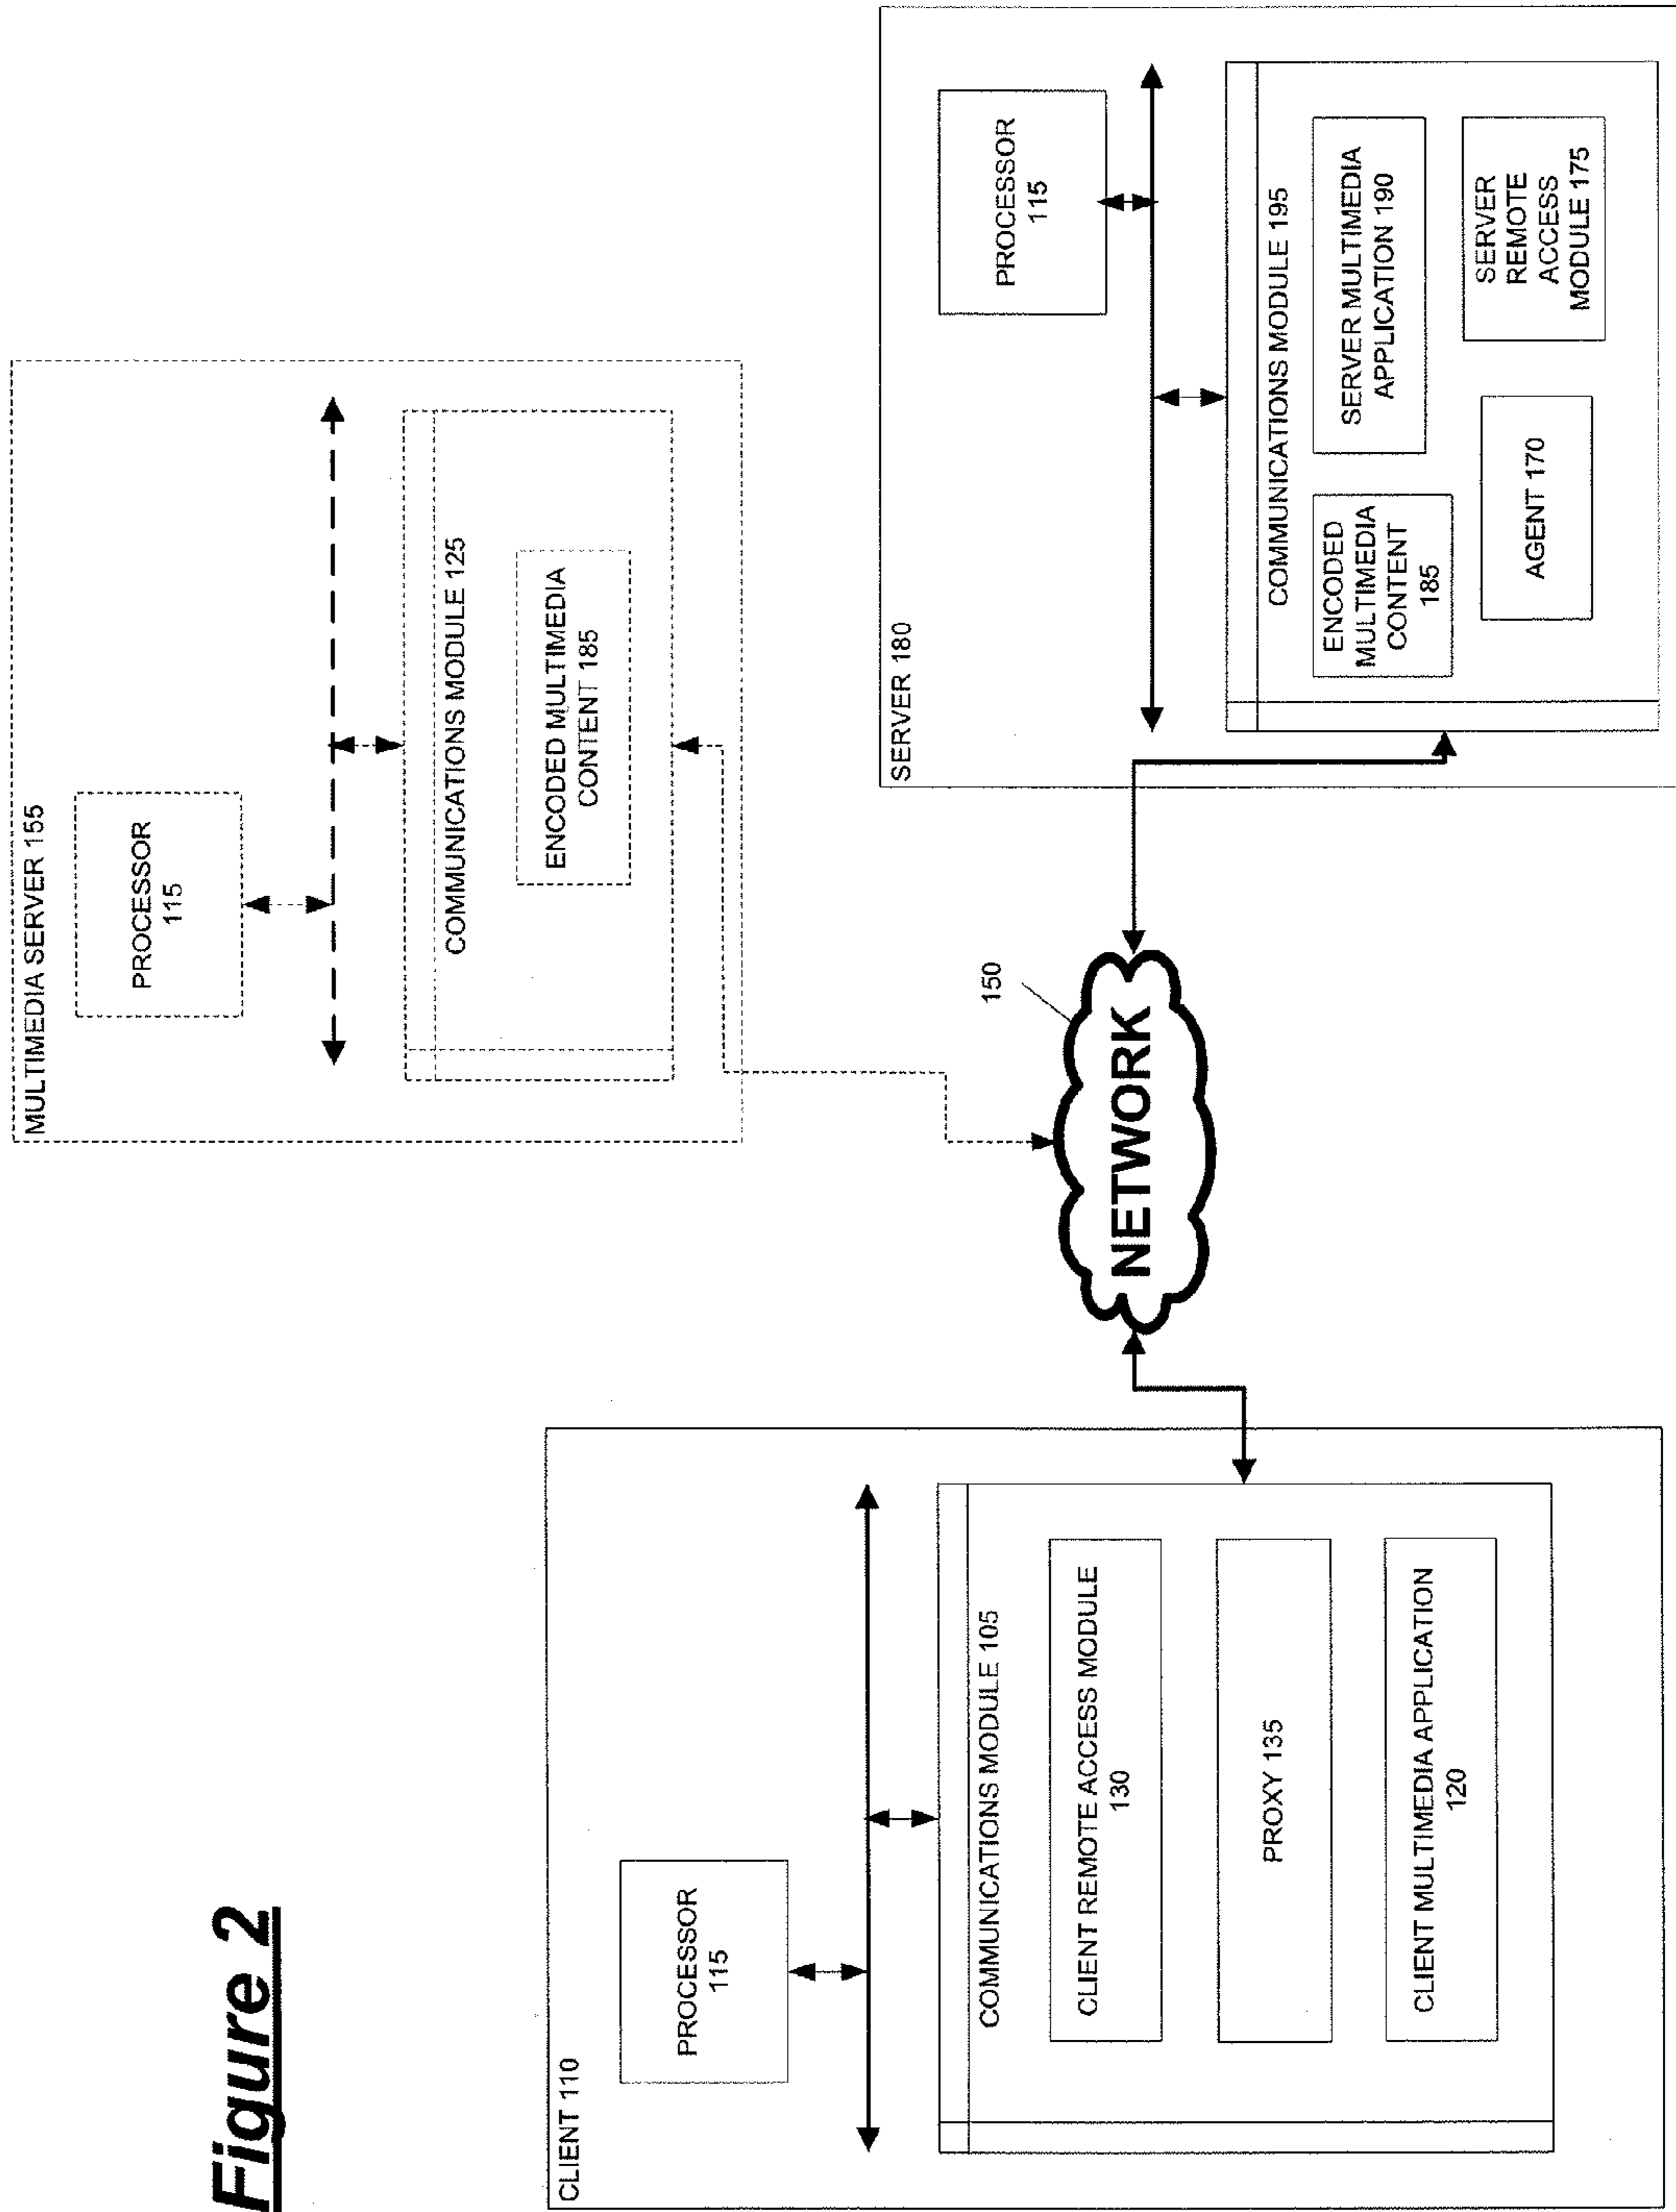 Figure 2
MULTIMEDIA SERVER 155
PROCESSOR
115
COMMUNICATIONS MODULE 125
ENCODED MULTIMEDIA
CONTENT 185
CLIENT 110
PROCESSOR
115
COMMUNICATIONS MODULE 105
CLIENT REMOTE ACCESS MODULE
130
PROXY 135
CLIENT MULTIMEDIA APPLICATION
120
150
NETWORK
SERVER 180
PROCESSOR
115
COMMUNICATIONS MODULE 195
ENCODED
MULTIMEDIA
CONTENT
185
SERVER MULTIMEDIA
APPLICATION 190
AGENT 170
SERVER
REMOTE
ACCESS
MODULE 175